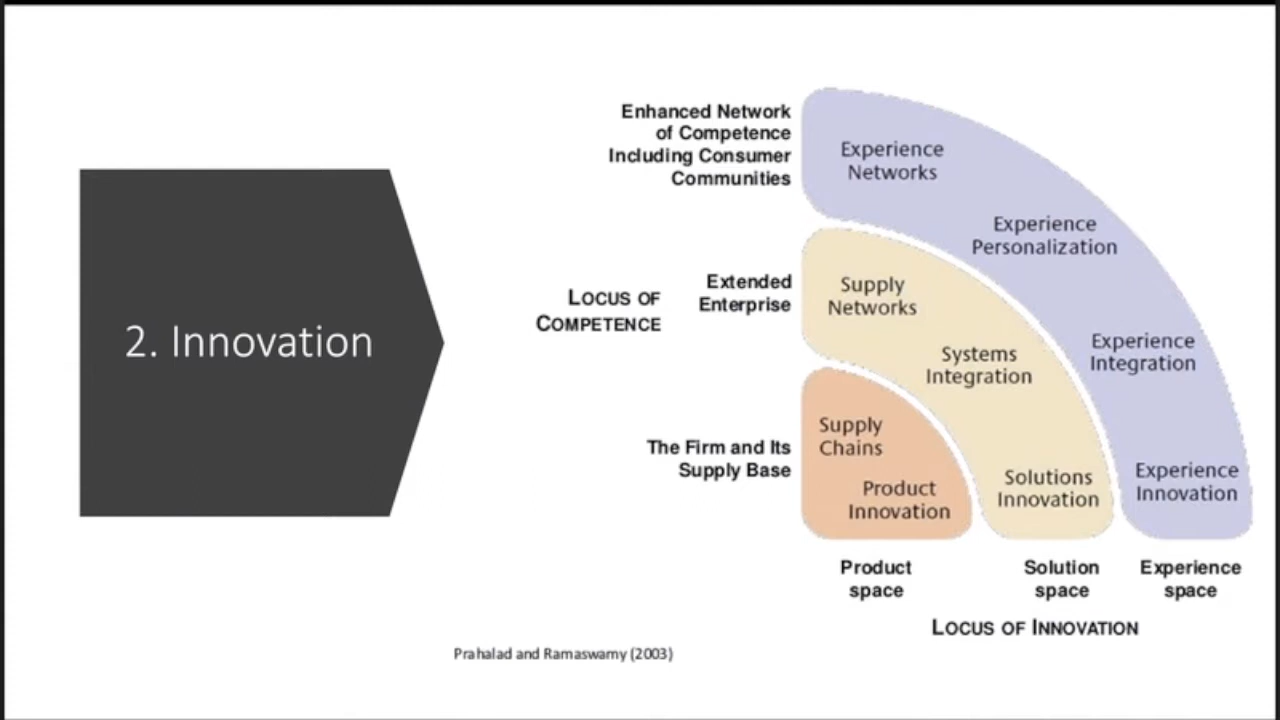 2. Innovation
Enhanced Network
of Competence
Including Consumer
Communities
Experience
Networks
Experience
Personalization
LOCUS OF
COMPETENCE
Extended
Enterprise
Supply
Networks
Systems
Integration
Experience
Integration
The Firm and Its
Supply Base
Supply
Chains
Product
Innovation
Solutions
Innovation
Experience
Innovation
Product
space
Solution
space
Experience
space
LOCUS OF INNOVATION
Prahalad and Ramaswamy (2003)